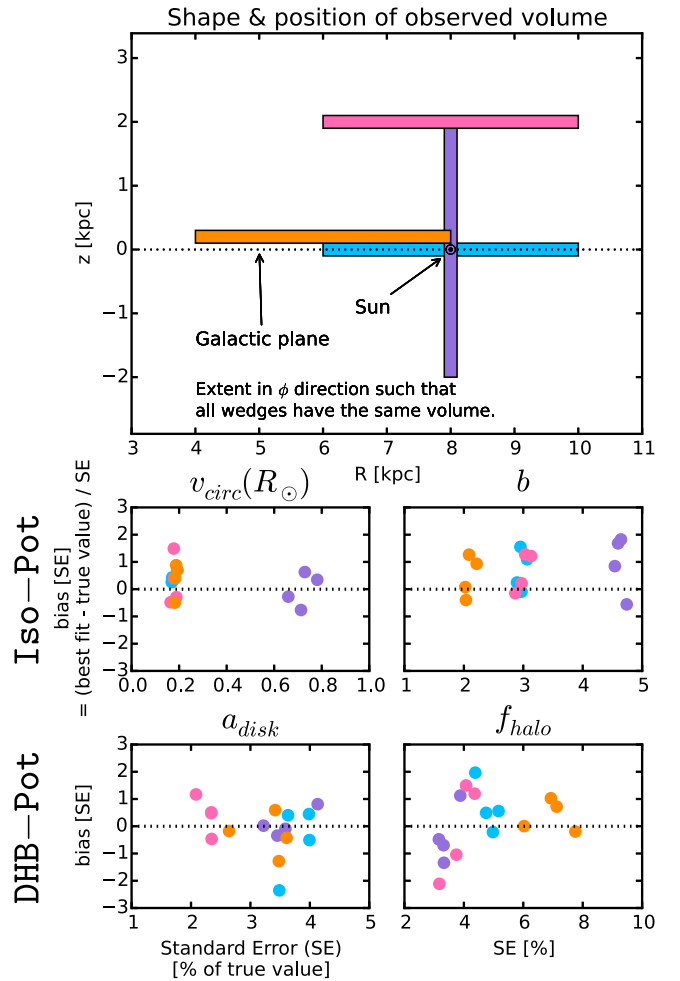 Shape & position of observed volume
z [kpc]
3
2
1
0
−1
−2
Sun
Galactic plane
Extent in ϕ direction such that
all wedges have the same volume.
3 4 5 6 7 8 9 10 11
R [kpc]
v_circ(R_⊙)
b
Iso−Pot
bias [SE]
= (best fit - true value) / SE
3
2
1
0
−1
−2
−3
0.0 0.2 0.4 0.6 0.8 1.0
1 2 3 4 5
a_disk
f_halo
DHB−Pot
bias [SE]
3
2
1
0
−1
−2
−3
1 2 3 4 5
2 4 6 8 10
Standard Error (SE)
[% of true value]
SE [%]